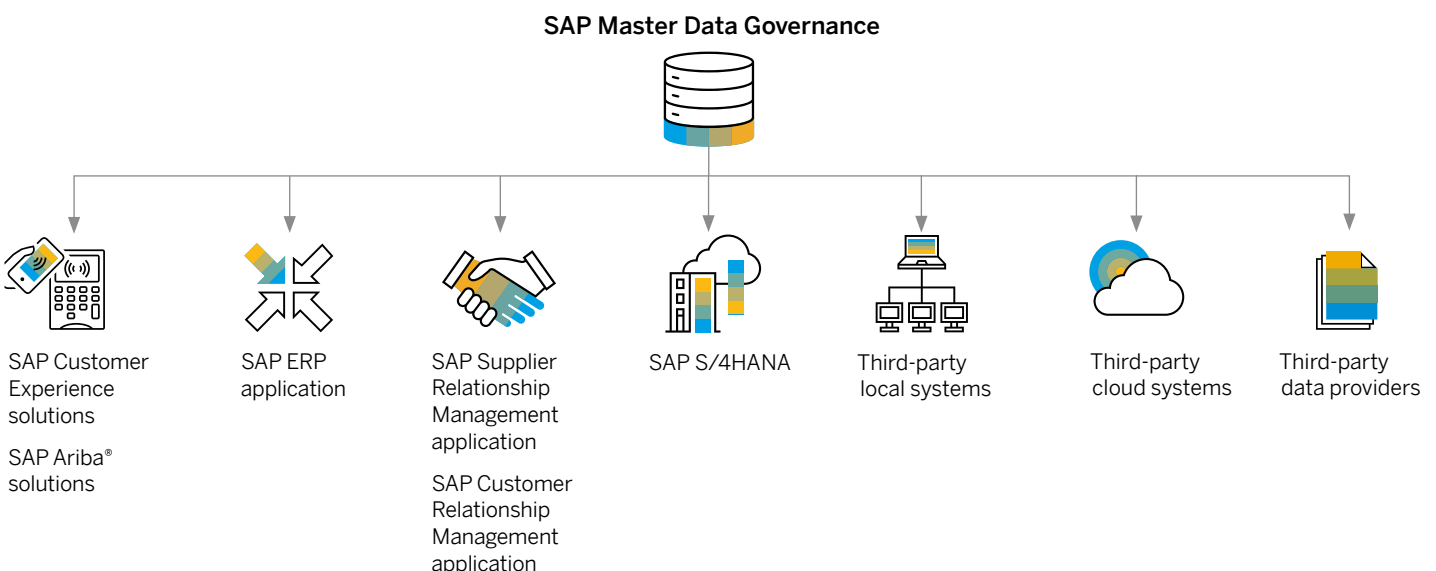 SAP Master Data Governance
SAP Customer
Experience
solutions
SAP Ariba®
solutions
SAP ERP
application
SAP Supplier
Relationship
Management
application
SAP Customer
Relationship
Management
application
SAP S/4HANA
Third-party
local systems
Third-party
cloud systems
Third-party
data providers